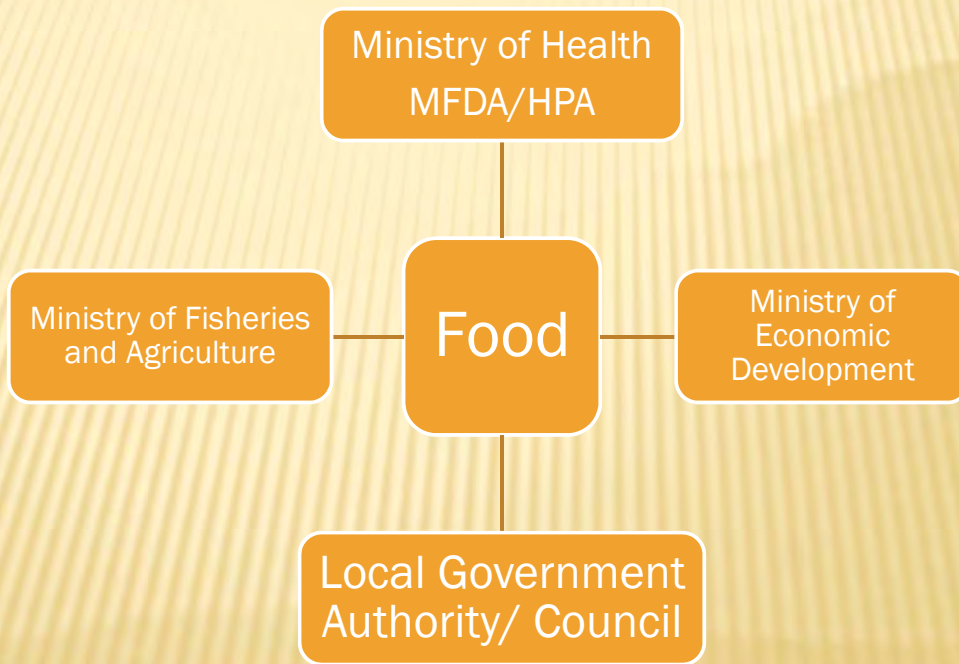 Ministry of Health
MFDA/HPA
Ministry of Fisheries
and Agriculture
Food
Ministry of
Economic
Development
Local Government
Authority/ Council